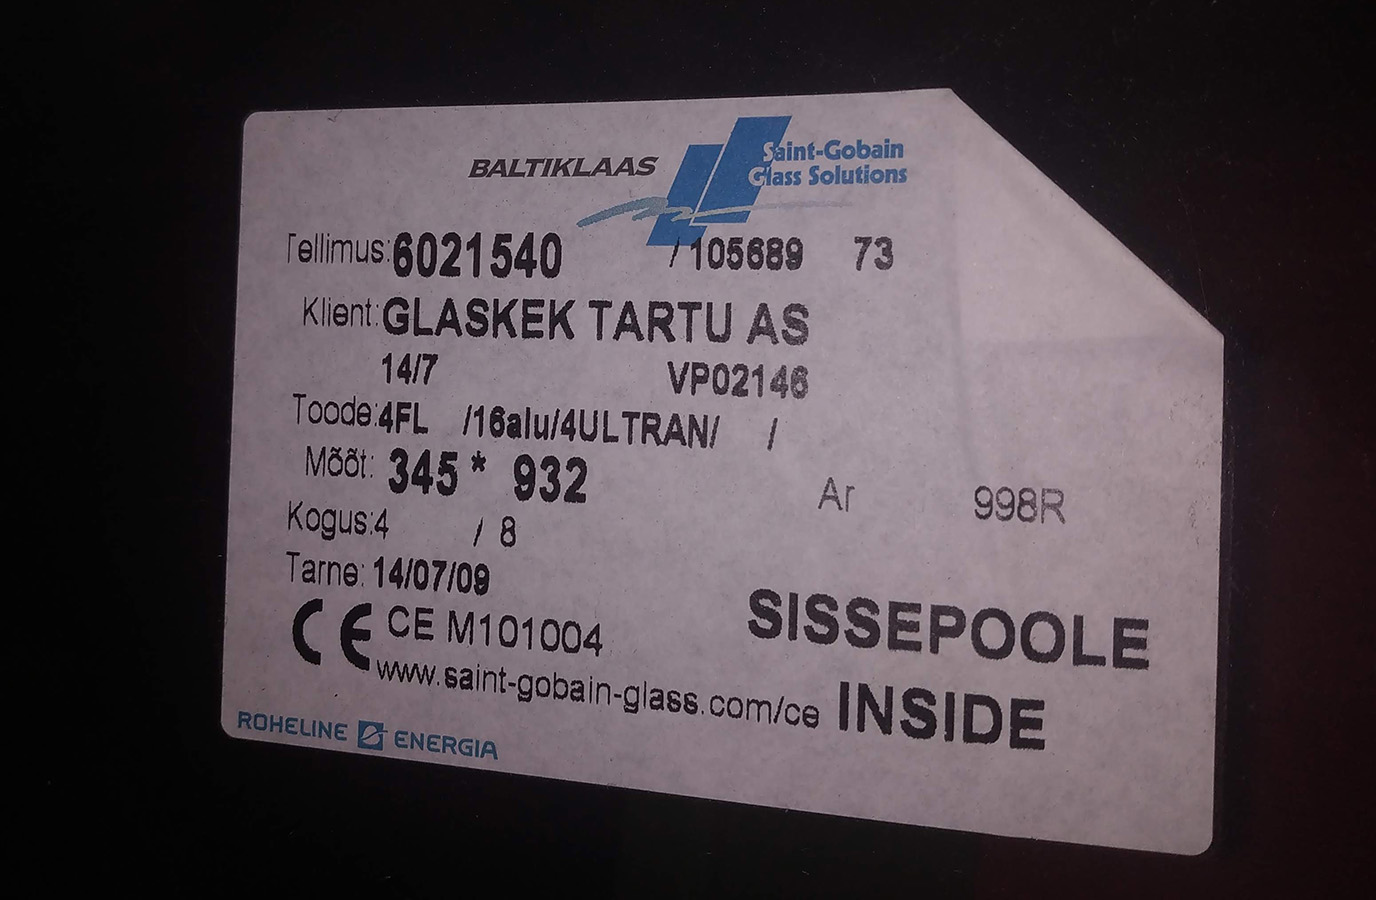 BALTIKLAAS
Saint-Gobain
Glass Solutions
Tellimus: 6021540 / 105689 73
Klient: GLASKEK TARTU AS
14/7 VP02146
Toode: 4FL /16alu/4ULTRAN/ /
Mõõt: 345 * 932
Ar 998R
Kogus: 4 / 8
Tarne: 14/07/09
CE CE M101004
SISSEPOOLE
www.saint-gobain-glass.com/ce
INSIDE
ROHELINE ENERGIA